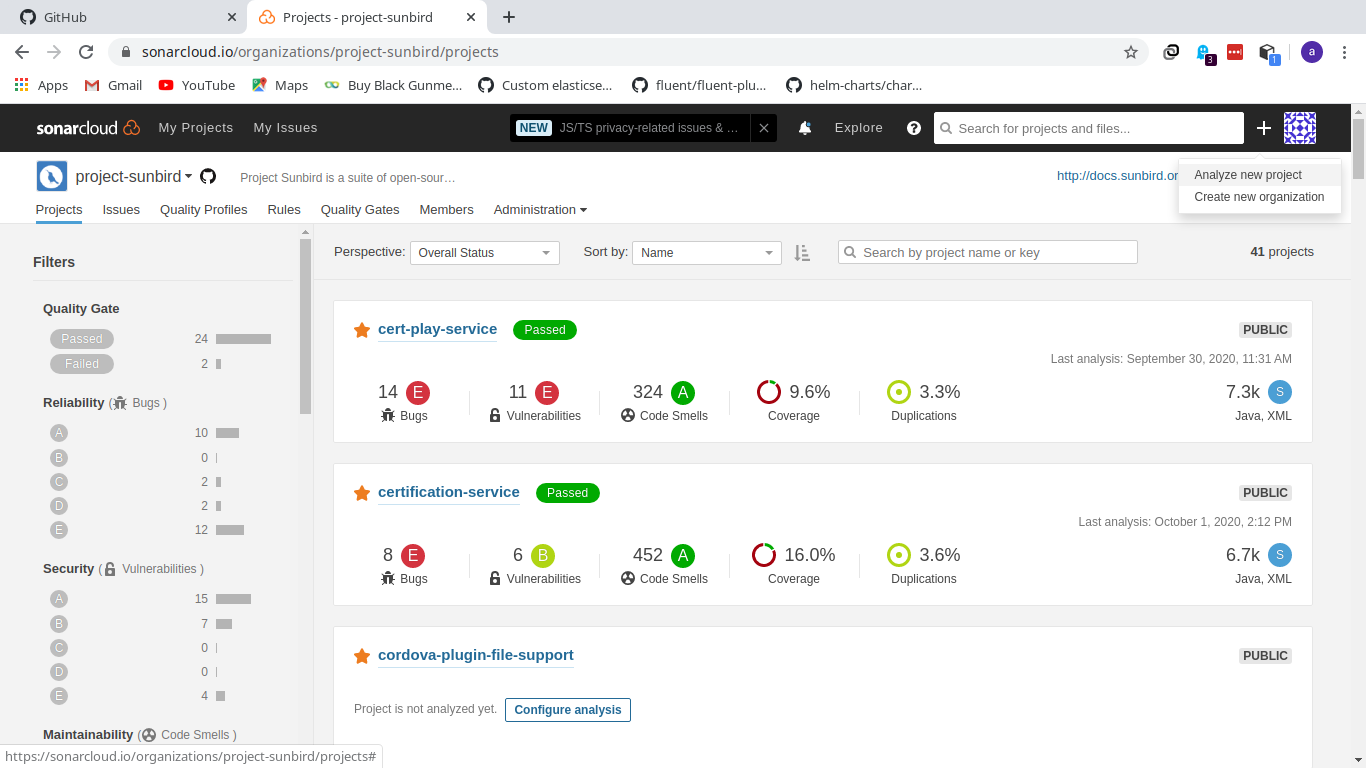 GitHub
Projects - project-sunbird
sonarcloud.io/organizations/project-sunbird/projects
3
1
a
Apps
Gmail
YouTube
Maps
Buy Black Gunme...
Custom elasticse...
fluent/fluent-plu...
helm-charts/char...
sonarcloud
My Projects
My Issues
NEW JS/TS privacy-related issues & …
Explore
Search for projects and files...
project-sunbird
Project Sunbird is a suite of open-sour…
http://docs.sunbird.or
Analyze new project
Create new organization
Projects
Issues
Quality Profiles
Rules
Quality Gates
Members
Administration
Filters
Perspective: Overall Status
Sort by: Name
Search by project name or key
41 projects
Quality Gate
Passed 24
Failed 2
Reliability ( Bugs )
A 10
B 0
C 2
D 2
E 12
Security ( Vulnerabilities )
A 15
B 7
C 0
D 0
E 4
Maintainability ( Code Smells )
cert-play-service Passed PUBLIC
Last analysis: September 30, 2020, 11:31 AM
14 E 11 E 324 A 9.6% 3.3% 7.3k S
Bugs Vulnerabilities Code Smells Coverage Duplications Java, XML
certification-service Passed PUBLIC
Last analysis: October 1, 2020, 2:12 PM
8 E 6 B 452 A 16.0% 3.6% 6.7k S
Bugs Vulnerabilities Code Smells Coverage Duplications Java, XML
cordova-plugin-file-support PUBLIC
Project is not analyzed yet. Configure analysis
https://sonarcloud.io/organizations/project-sunbird/projects#